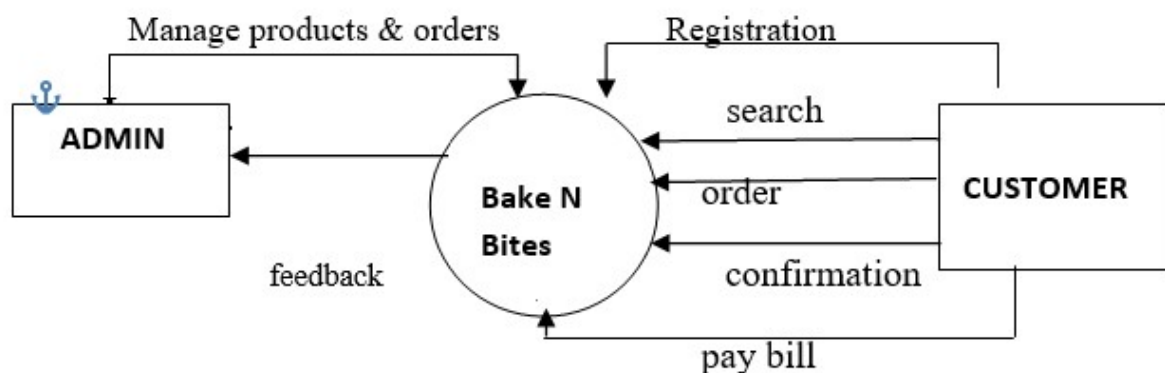 Manage products & orders
Registration
ADMIN
search
order
CUSTOMER
Bake N
Bites
feedback
confirmation
pay bill